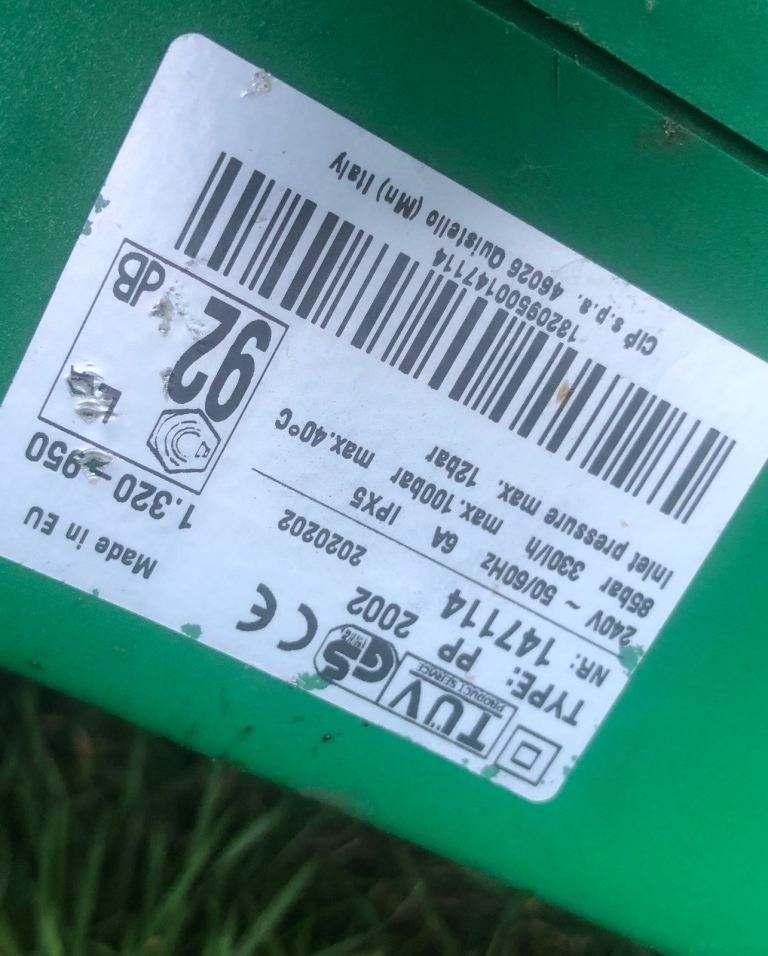 TÜV
PRODUCT SERVICE
GS
CE
Made in EU
TYPE: PP 2002
NR: 147114
2020202
1.320-950
240V ~ 50/60Hz 6A IPX5
85bar 330l/h max.100bar max.40°C
Inlet pressure max. 12bar
92
dB
13209500147114
CIP s.p.a. 46026 Quistello (Mn) Italy